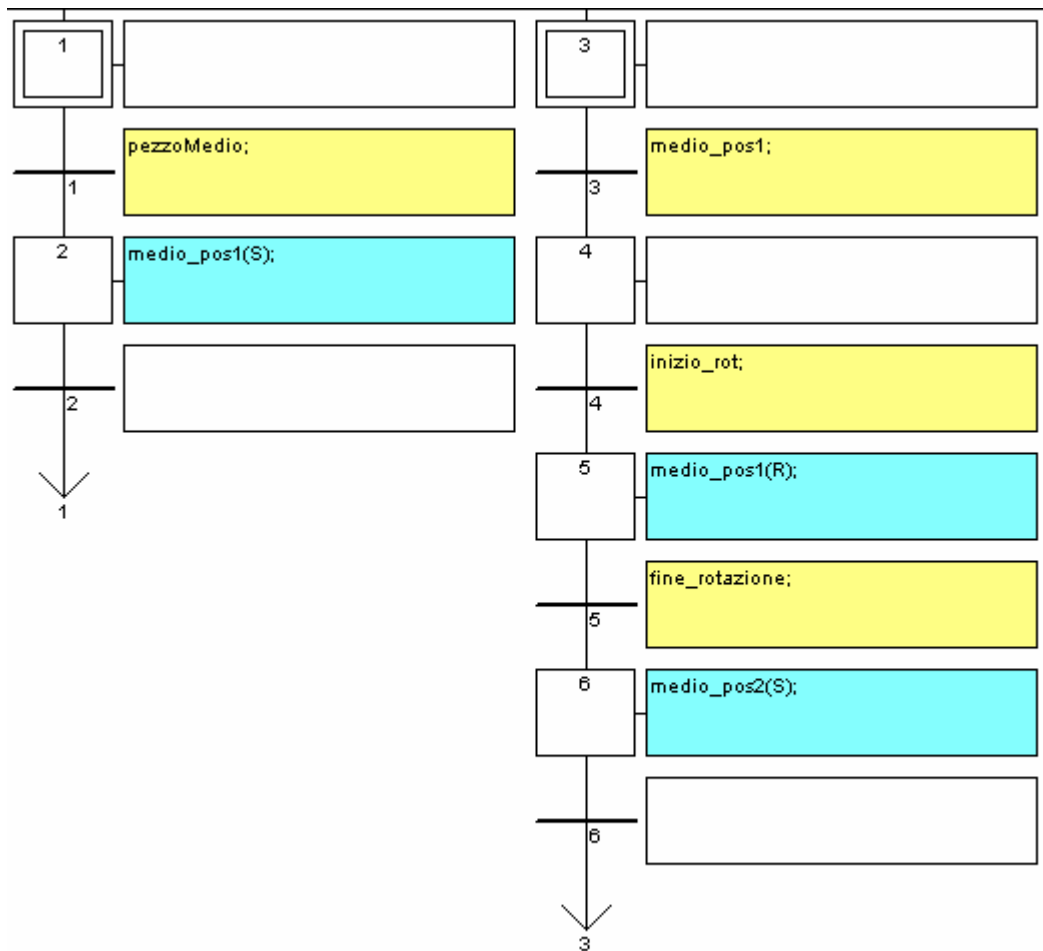 1
pezzoMedio;
1
2
medio_pos1(S);
2
1
3
medio_pos1;
3
4
inizio_rot;
4
5
medio_pos1(R);
fine_rotazione;
5
6
medio_pos2(S);
6
3